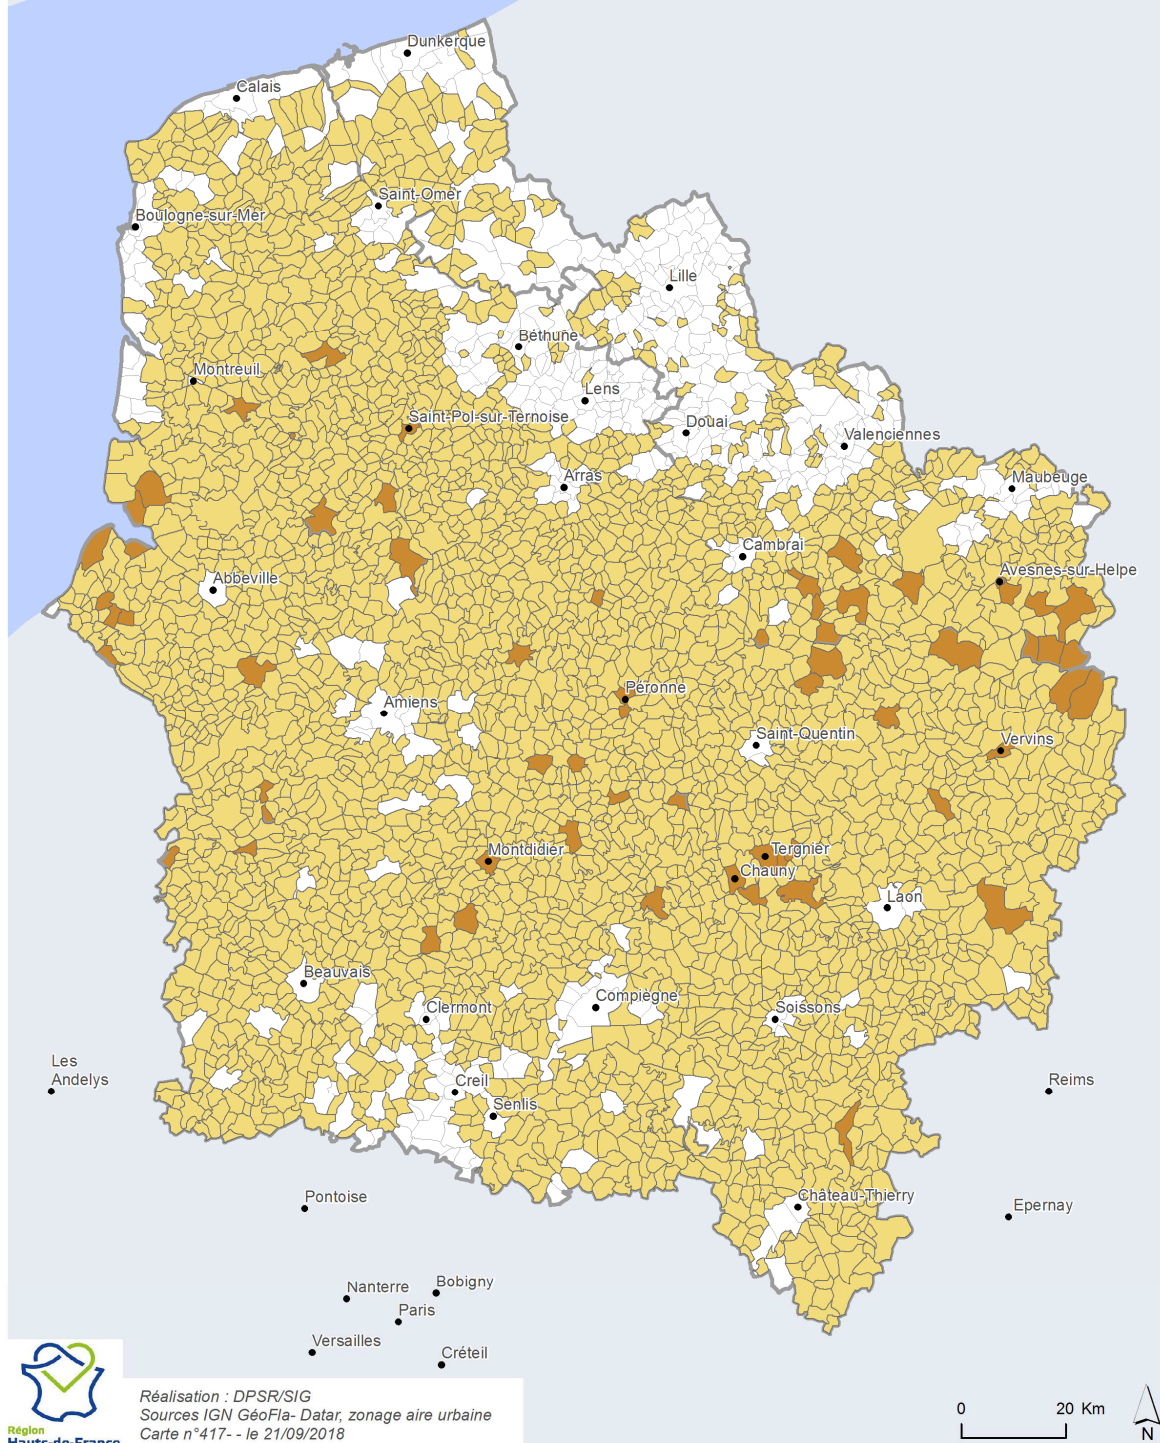 Dunkerque
Calais
Saint-Omer
Boulogne-sur-Mer
Lille
Béthune
Montreuil
Lens
Saint-Pol-sur-Ternoise
Douai
Valenciennes
Arras
Maubeuge
Cambrai
Avesnes-sur-Helpe
Abbeville
Péronne
Amiens
Saint-Quentin
Vervins
Montdidier
Tergnier
Chauny
Laon
Beauvais
Compiègne
Clermont
Soissons
Les
Andelys
Creil
Reims
Senlis
Pontoise
Château-Thierry
Epernay
Nanterre
Bobigny
Paris
Versailles
Créteil
Réalisation : DPSR/SIG
Sources IGN GéoFla- Datar, zonage aire urbaine
Carte n°417- - le 21/09/2018
Région
Hauts-de-France
0 20 Km
N